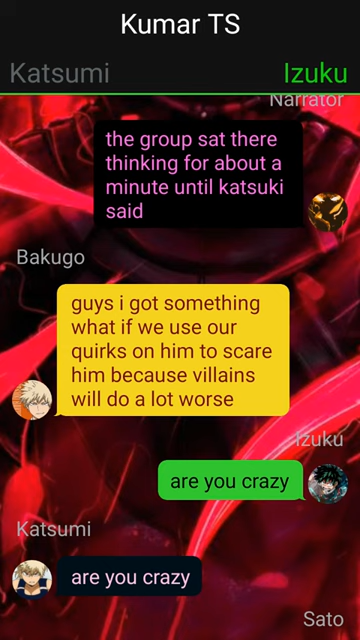 Kumar TS
Katsumi
Izuku
Narrator
the group sat there
thinking for about a
minute until katsuki
said
Bakugo
guys i got something
what if we use our
quirks on him to scare
him because villains
will do a lot worse
Izuku
are you crazy
Katsumi
are you crazy
Sato